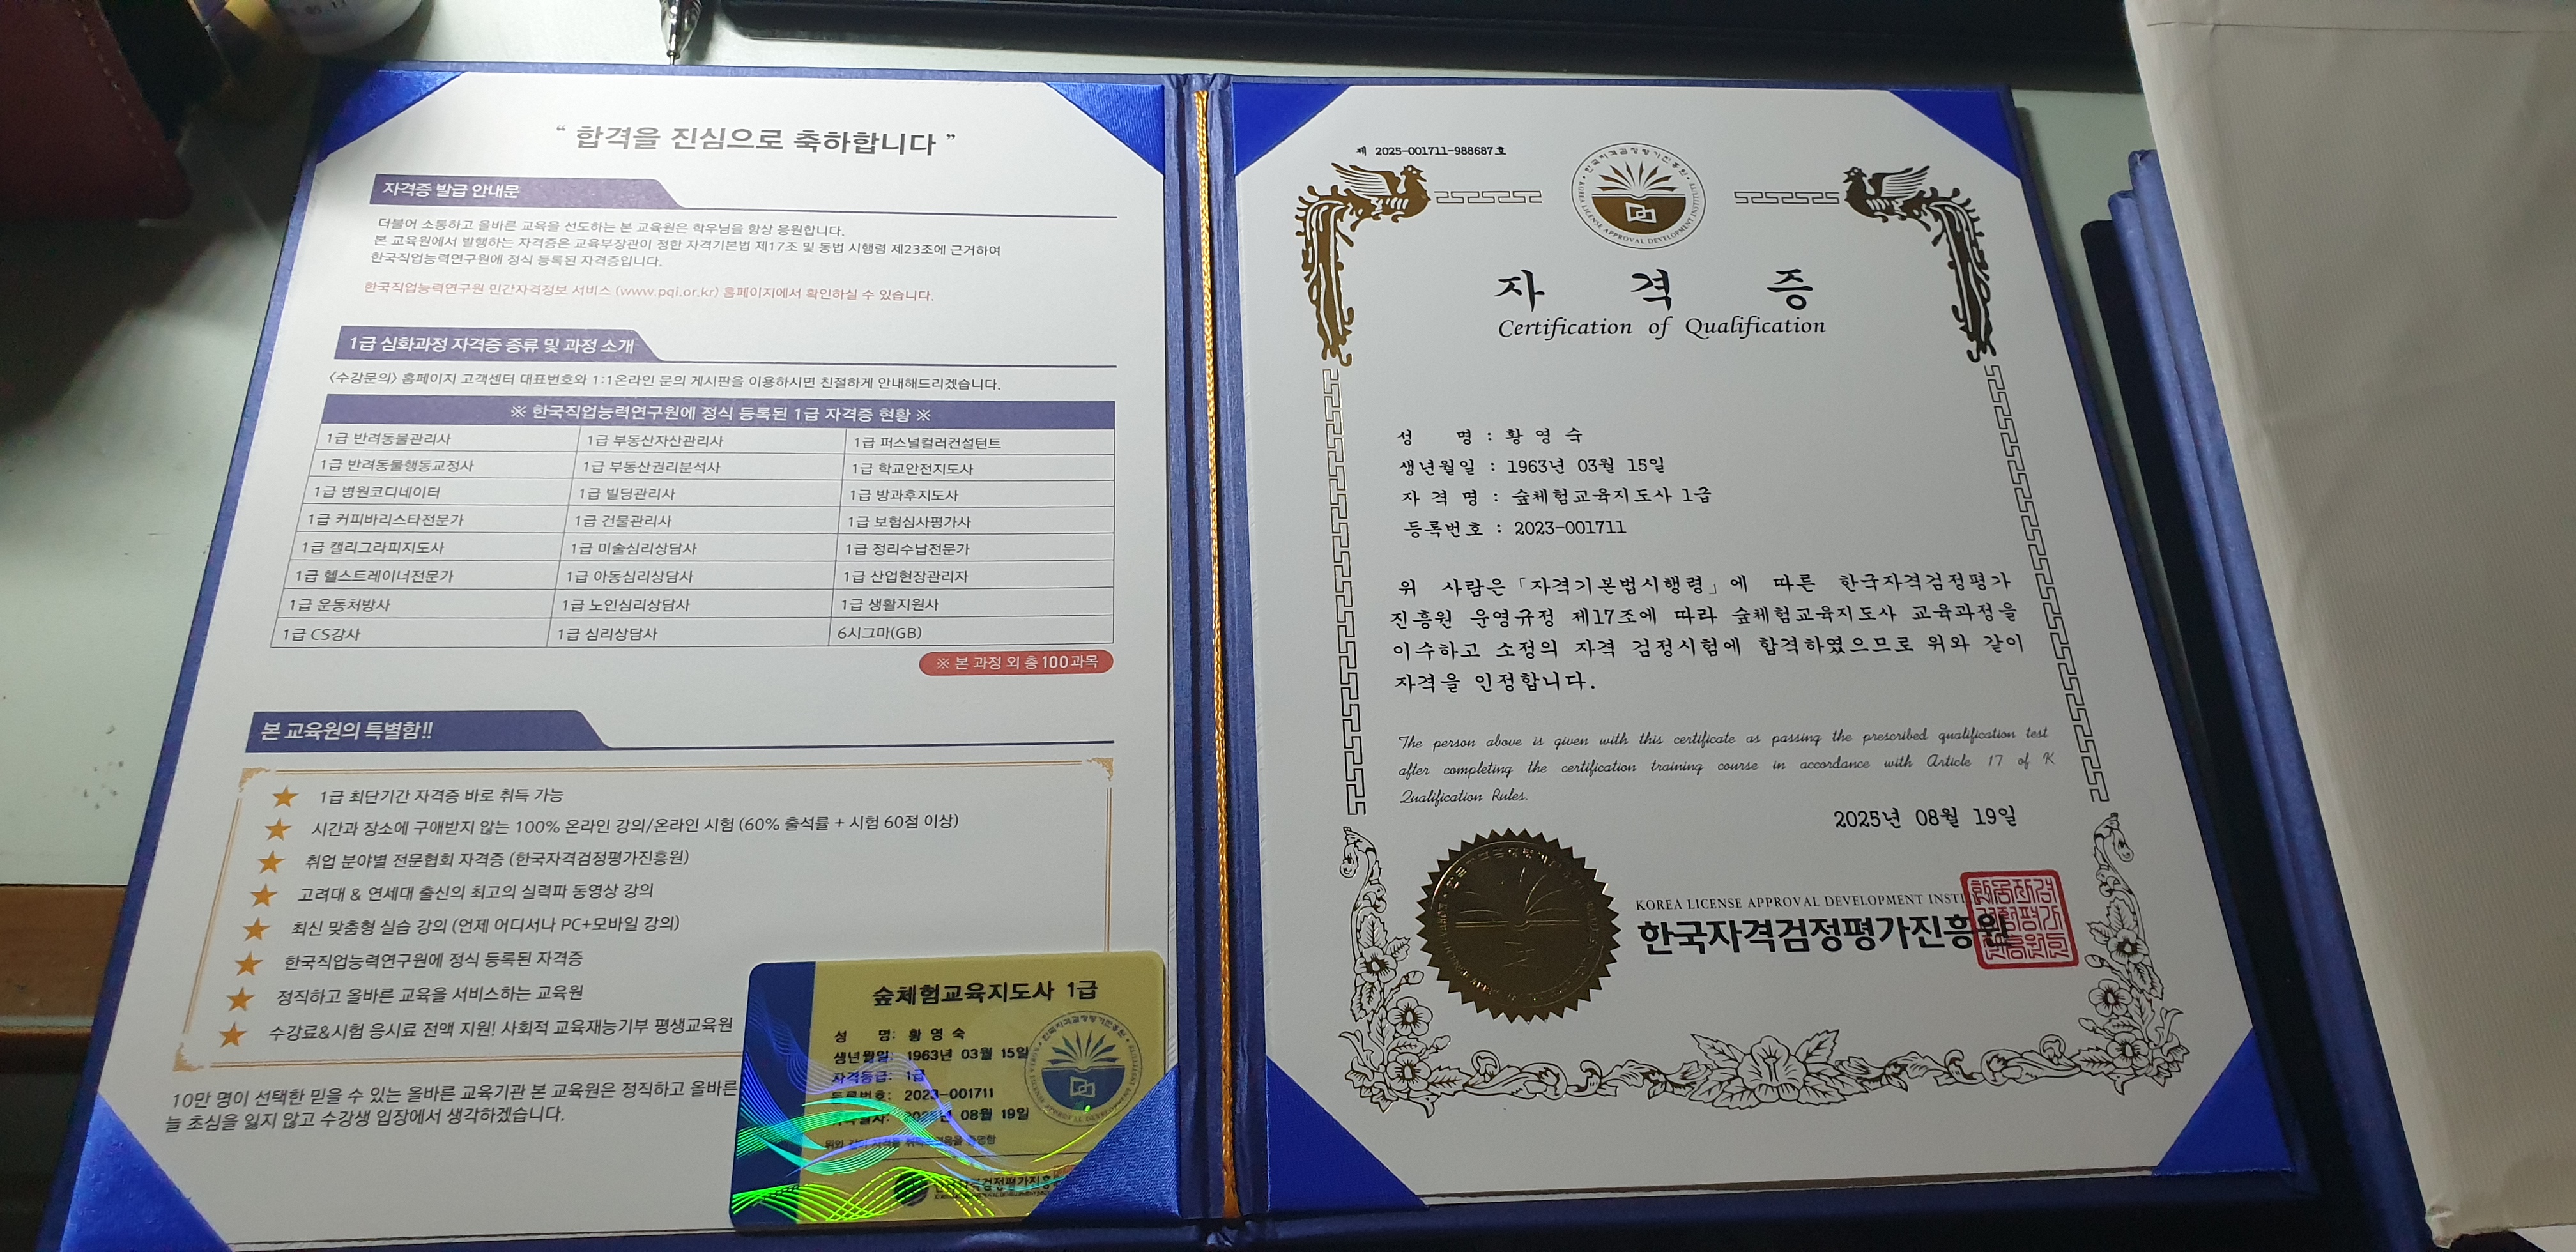 05.11
“ 합격을 진심으로 축하합니다 ”
자격증 발급 안내문
더불어 소통하고 올바른 교육을 선도하는 본 교육원은 학우님을 항상 응원합니다.
본 교육원에서 발행하는 자격증은 교육부장관이 정한 자격기본법 제17조 및 동법 시행령 제23조에 근거하여
한국직업능력연구원에 정식 등록된 자격증입니다.
한국직업능력연구원 민간자격정보 서비스 (www.pqi.or.kr) 홈페이지에서 확인하실 수 있습니다.
1급 심화과정 자격증 종류 및 과정 소개
<수강문의> 홈페이지 고객센터 대표번호와 1:1온라인 문의 게시판을 이용하시면 친절하게 안내해드리겠습니다.
※ 한국직업능력연구원에 정식 등록된 1급 자격증 현황 ※
1급 반려동물관리사 1급 부동산자산관리사 1급 퍼스널컬러컨설턴트
1급 반려동물행동교정사 1급 부동산권리분석사 1급 학교안전지도사
1급 병원코디네이터 1급 빌딩관리사 1급 방과후지도사
1급 커피바리스타전문가 1급 건물관리사 1급 보험심사평가사
1급 캘리그라피지도사 1급 미술심리상담사 1급 정리수납전문가
1급 헬스트레이너전문가 1급 아동심리상담사 1급 산업현장관리자
1급 운동처방사 1급 노인심리상담사 1급 생활지원사
1급 CS강사 1급 심리상담사 6시그마(GB)
※ 본 과정 외 총 100과목
본 교육원의 특별함!!
1급 최단기간 자격증 바로 취득 가능
시간과 장소에 구애받지 않는 100% 온라인 강의/온라인 시험 (60% 출석률 + 시험 60점 이상)
취업 분야별 전문협회 자격증 (한국자격검정평가진흥원)
고려대 & 연세대 출신의 최고의 실력파 동영상 강의
최신 맞춤형 실습 강의 (언제 어디서나 PC+모바일 강의)
한국직업능력연구원에 정식 등록된 자격증
정직하고 올바른 교육을 서비스하는 교육원
수강료&시험 응시료 전액 지원! 사회적 교육재능기부 평생교육원
10만 명이 선택한 믿을 수 있는 올바른 교육기관 본 교육원은 정직하고 올바른
늘 초심을 잃지 않고 수강생 입장에서 생각하겠습니다.
숲체험교육지도사 1급
성 명: 황 영 숙
생년월일: 1963년 03월 15일
자격등급: 1급
등록번호: 2023-001711
08월 19일
제 2025-001711-988687호
한국자격검정평가진흥원
KOREA LICENSE APPROVAL DEVELOPMENT INSTITUTE
자 격 증
Certification of Qualification
성 명 : 황 영 숙
생년월일 : 1963년 03월 15일
자 격 명 : 숲체험교육지도사 1급
등록번호 : 2023-001711
위 사람은 「자격기본법시행령」에 따른 한국자격검정평가
진흥원 운영규정 제17조에 따라 숲체험교육지도사 교육과정을
이수하고 소정의 자격 검정시험에 합격하였으므로 위와 같이
자격을 인정합니다.
The person above is given with this certificate as passing the prescribed qualification test
after completing the certification training course in accordance with Article 17 of K
Qualification Rules.
2025년 08월 19일
KOREA LICENSE APPROVAL DEVELOPMENT
한국자격검정평가진흥원